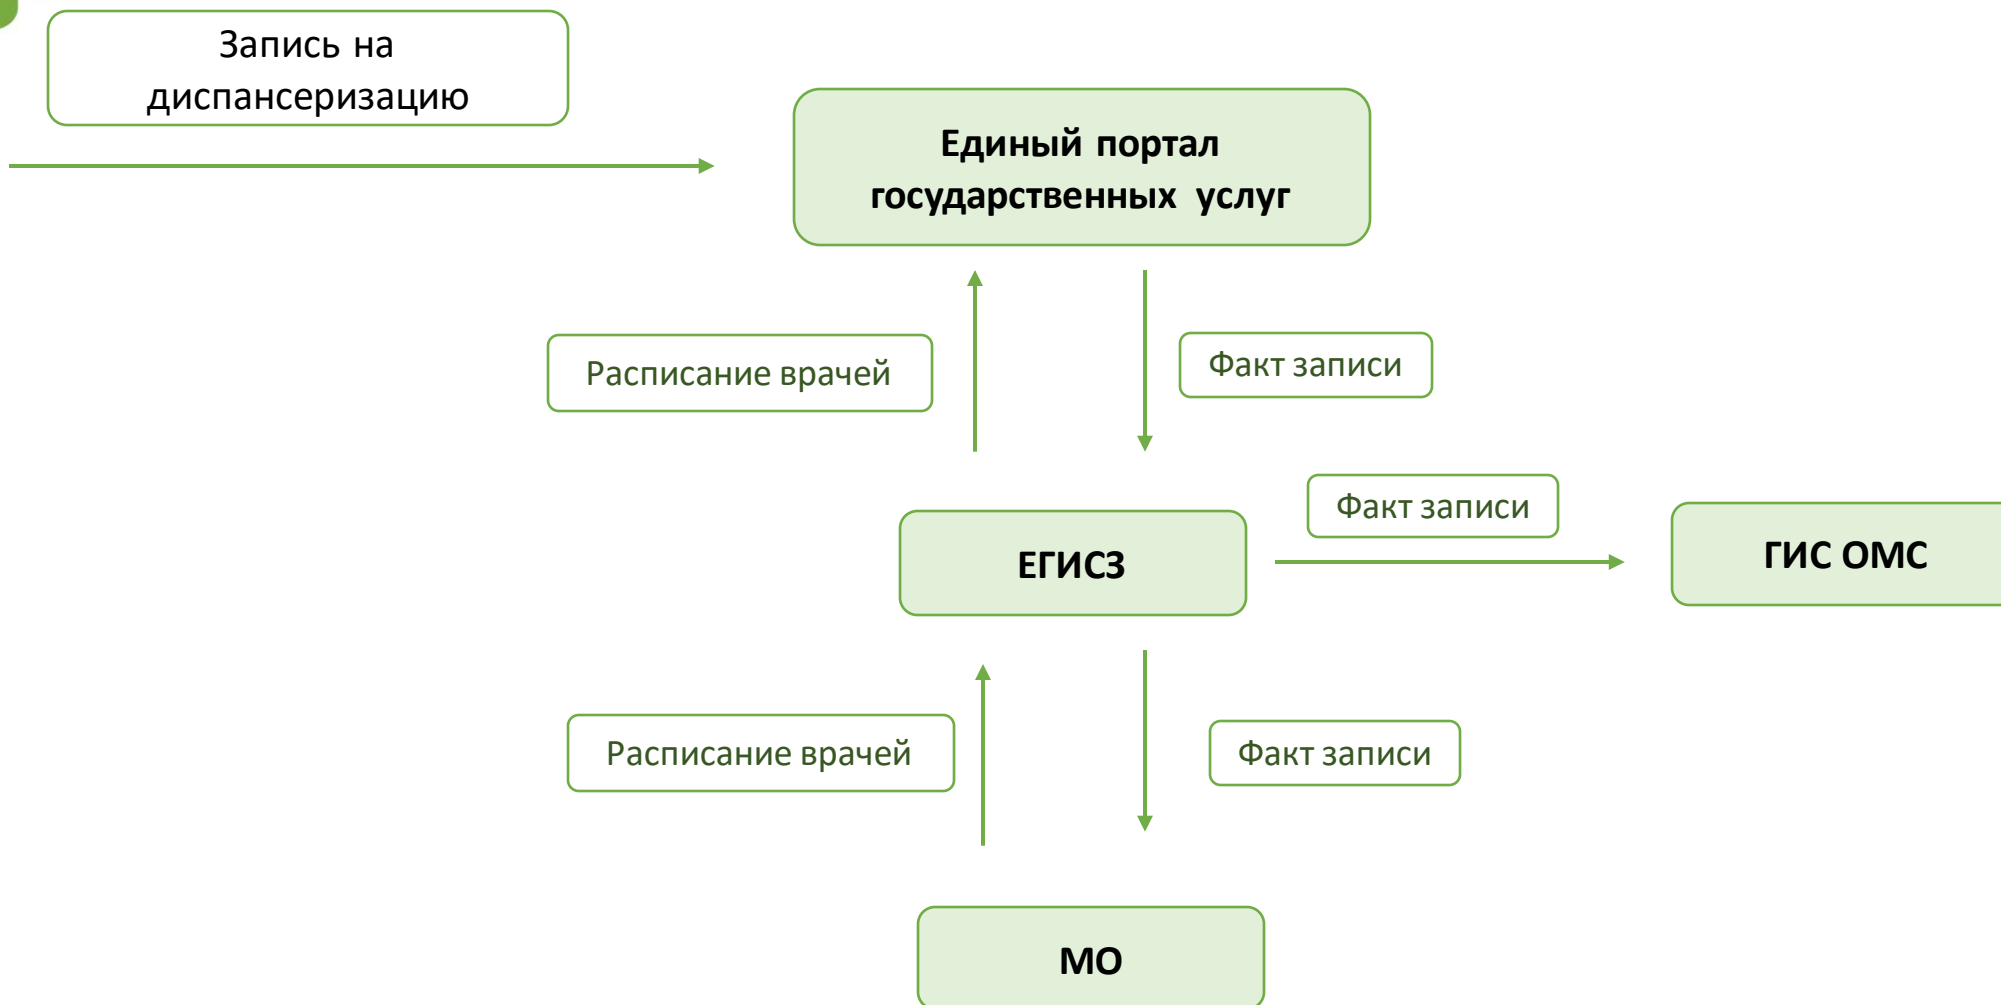 Запись на
диспансеризацию
Единый портал
государственных услуг
Расписание врачей
Факт записи
Факт записи
ЕГИСЗ
ГИС ОМС
Расписание врачей
Факт записи
МО